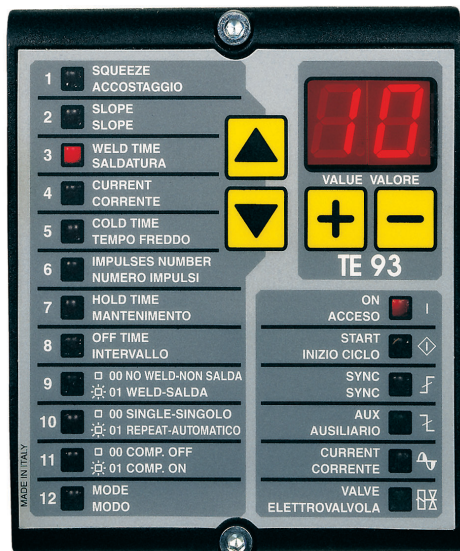 1 SQUEEZE
ACCOSTAGGIO
2 SLOPE
SLOPE
3 WELD TIME
SALDATURA
4 CURRENT
CORRENTE
5 COLD TIME
TEMPO FREDDO
6 IMPULSES NUMBER
NUMERO IMPULSI
7 HOLD TIME
MANTENIMENTO
8 OFF TIME
INTERVALLO
9 00 NO WELD-NON SALDA
01 WELD-SALDA
10 00 SINGLE-SINGOLO
01 REPEAT-AUTOMATICO
11 00 COMP. OFF
01 COMP. ON
12 MODE
MODO
MADE IN ITALY
10
VALUE VALORE
+ −
TE 93
ON
ACCESO I
START
INIZIO CICLO
SYNC
SYNC
AUX
AUSILIARIO
CURRENT
CORRENTE
VALVE
ELETTROVALVOLA